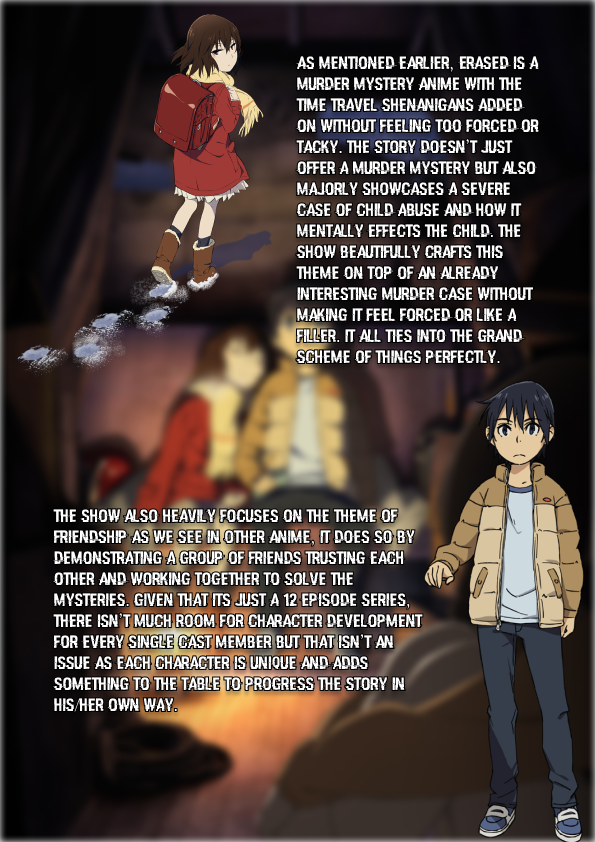 AS MENTIONED EARLIER, ERASED IS A
MURDER MYSTERY ANIME WITH THE
TIME TRAVEL SHENANIGANS ADDED
ON WITHOUT FEELING TOO FORCED OR
TACKY. THE STORY DOESN'T JUST
OFFER A MURDER MYSTERY BUT ALSO
MAJORLY SHOWCASES A SEVERE
CASE OF CHILD ABUSE AND HOW IT
MENTALLY EFFECTS THE CHILD. THE
SHOW BEAUTIFULLY CRAFTS THIS
THEME ON TOP OF AN ALREADY
INTERESTING MURDER CASE WITHOUT
MAKING IT FEEL FORCED OR LIKE A
FILLER. IT ALL TIES INTO THE GRAND
SCHEME OF THINGS PERFECTLY.
THE SHOW ALSO HEAVILY FOCUSES ON THE THEME OF
FRIENDSHIP AS WE SEE IN OTHER ANIME, IT DOES SO BY
DEMONSTRATING A GROUP OF FRIENDS TRUSTING EACH
OTHER AND WORKING TOGETHER TO SOLVE THE
MYSTERIES. GIVEN THAT ITS JUST A 12 EPISODE SERIES,
THERE ISN'T MUCH ROOM FOR CHARACTER DEVELOPMENT
FOR EVERY SINGLE CAST MEMBER BUT THAT ISN'T AN
ISSUE AS EACH CHARACTER IS UNIQUE AND ADDS
SOMETHING TO THE TABLE TO PROGRESS THE STORY IN
HIS/HER OWN WAY.